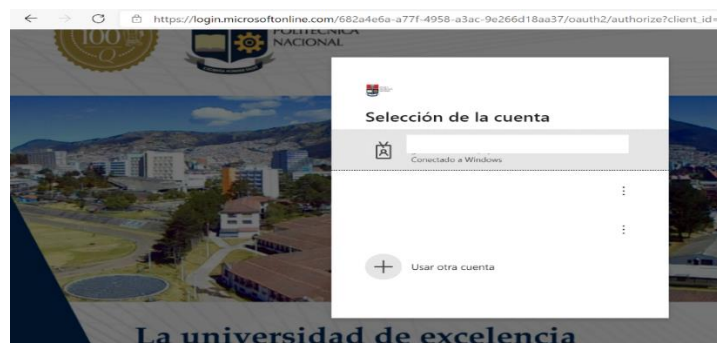 https://login.microsoftonline.com/682a4e6a-a77f-4958-a3ac-9e266d18aa37/oauth2/authorize?client_id=
100
POLITÉCNICA
NACIONAL
Q
Selección de la cuenta
Conectado a Windows
Usar otra cuenta
La universidad de excelencia